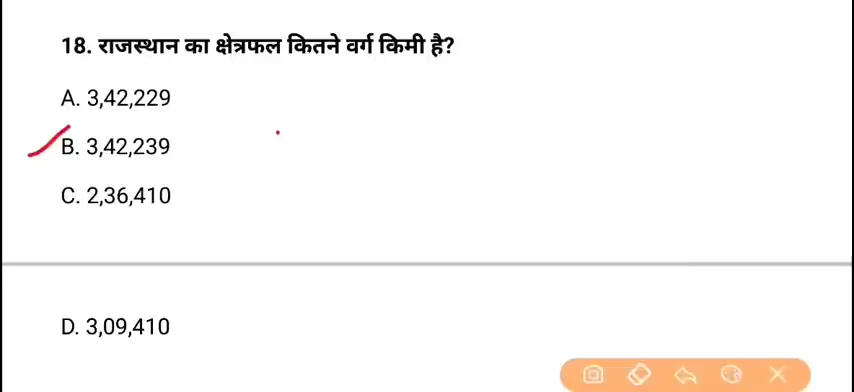 18. राजस्थान का क्षेत्रफल कितने वर्ग किमी है?
A. 3,42,229
B. 3,42,239
C. 2,36,410
D. 3,09,410